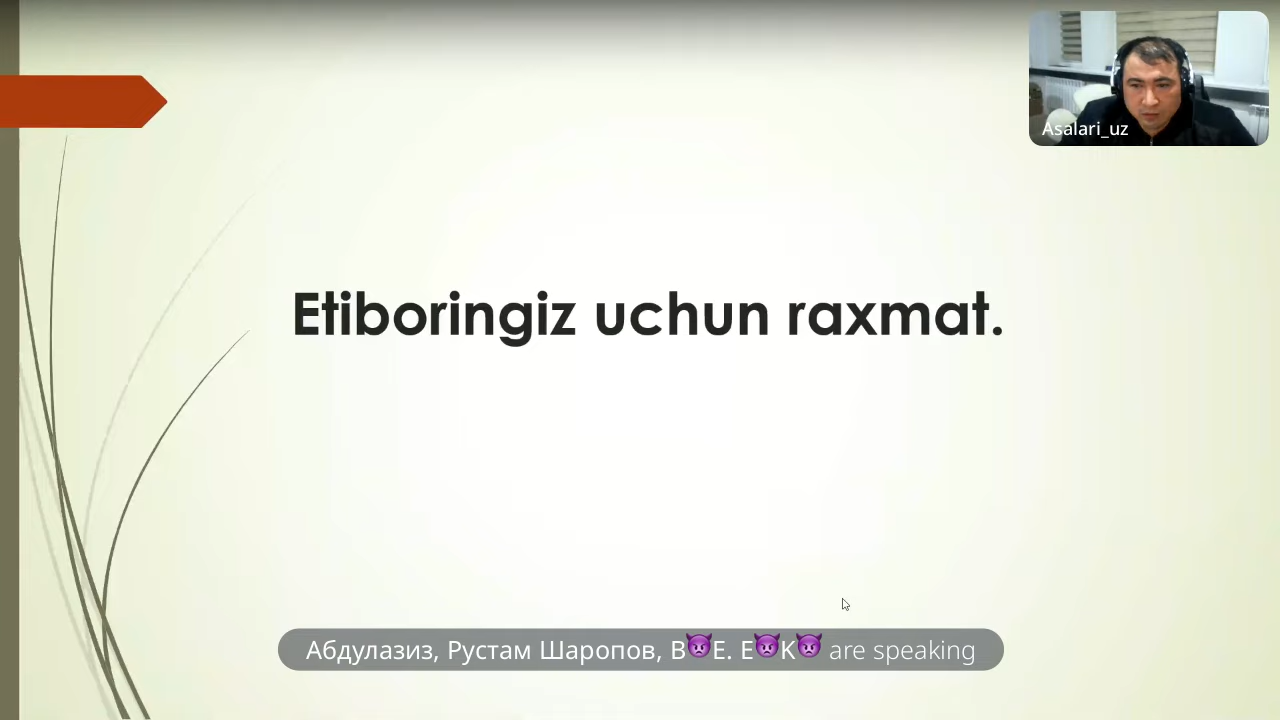 Asalari_uz
Etiboringiz uchun raxmat.
Абдулазиз, Рустам Шаропов, B👿E. E👿K👿 are speaking